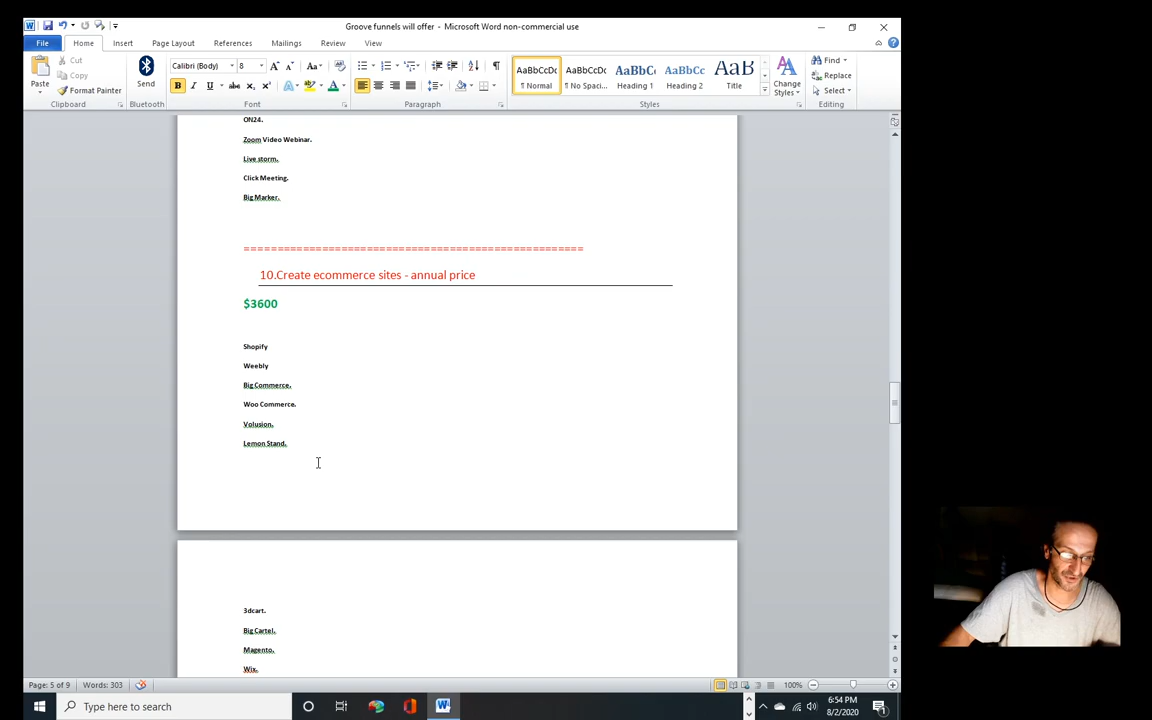 Groove funnels will offer - Microsoft Word non-commercial use
File Home Insert Page Layout References Mailings Review View
Paste Cut Copy Format Painter
Send
Calibri (Body) 8
AaBbCcDc AaBbCcDc AaBbC AaBbCc AaB
¶ Normal ¶ No Spaci... Heading 1 Heading 2 Title
Change Styles
Find Replace Select
Clipboard Bluetooth Font Paragraph Styles Editing
ON24.
Zoom Video Webinar.
Live storm.
Click Meeting.
Big Marker.
====================================================
10.Create ecommerce sites - annual price
$3600
Shopify
Weebly
Big Commerce.
Woo Commerce.
Volusion.
Lemon Stand.
3dcart.
Big Cartel.
Magento.
Wix.
Page: 5 of 9 Words: 303 100%
Type here to search
6:54 PM
8/2/2020